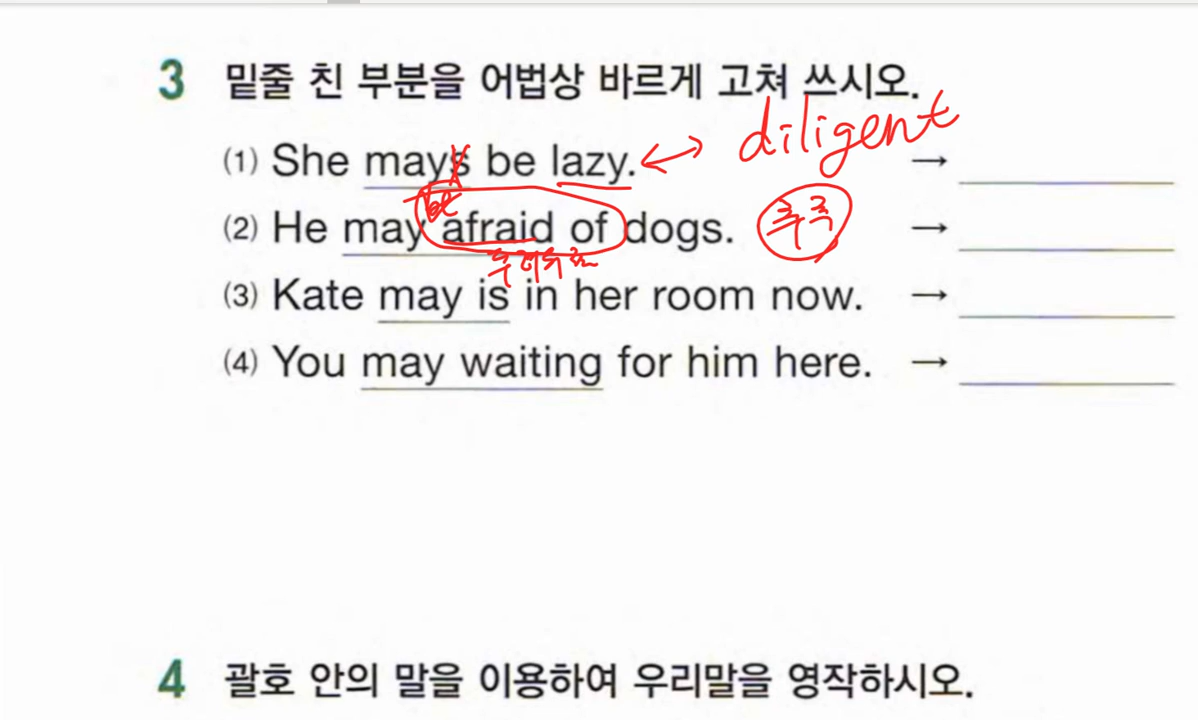 3 밑줄 친 부분을 어법상 바르게 고쳐 쓰시오.
(1) She mays be lazy. ↔ diligent →
be
(2) He may afraid of dogs. 추측 →
(3) Kate may is in her room now. →
(4) You may waiting for him here. →
4 괄호 안의 말을 이용하여 우리말을 영작하시오.